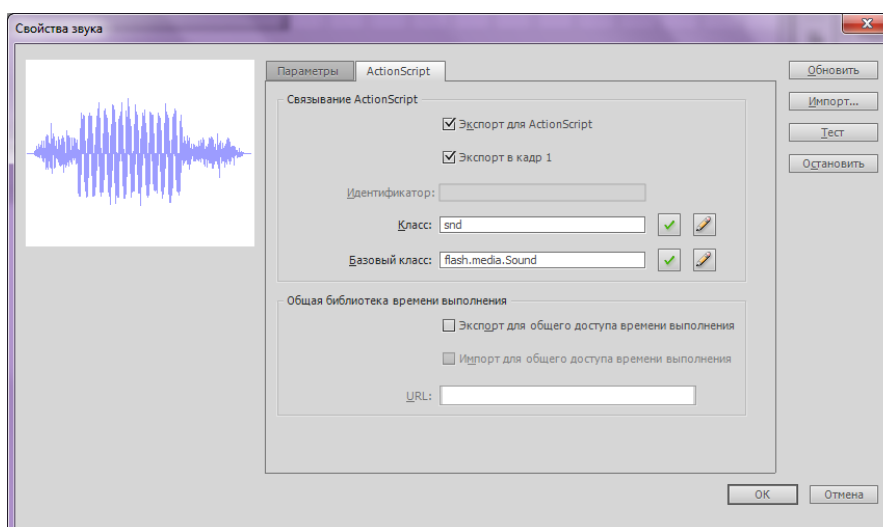 Свойства звука
Параметры
ActionScript
Обновить
Связывание ActionScript
Импорт...
Экспорт для ActionScript
Тест
Экспорт в кадр 1
Остановить
Идентификатор:
Класс: snd
Базовый класс: flash.media.Sound
Общая библиотека времени выполнения
Экспорт для общего доступа времени выполнения
Импорт для общего доступа времени выполнения
URL:
OK
Отмена